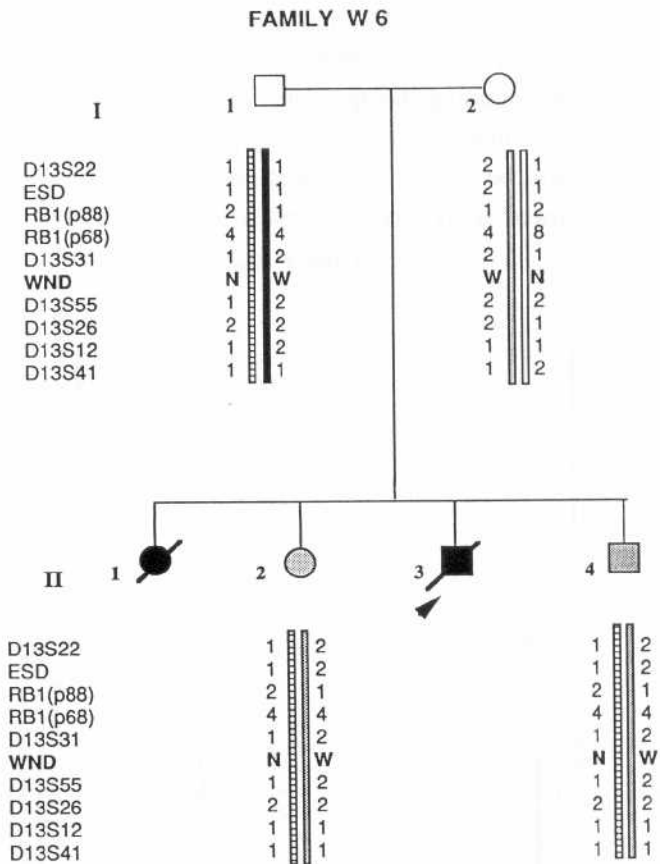 FAMILY W 6
I 1 2
D13S22 1 1 2 1
ESD 1 1 2 1
RB1(p88) 2 1 1 2
RB1(p68) 4 4 4 8
D13S31 1 2 2 1
WND N W W N
D13S55 1 2 2 2
D13S26 2 2 2 1
D13S12 1 2 1 1
D13S41 1 1 1 2
II 1 2 3 4
D13S22 1 2 1 2
ESD 1 2 1 2
RB1(p88) 2 1 2 1
RB1(p68) 4 4 4 4
D13S31 1 2 1 2
WND N W N W
D13S55 1 2 1 2
D13S26 2 2 2 2
D13S12 1 1 1 1
D13S41 1 1 1 1